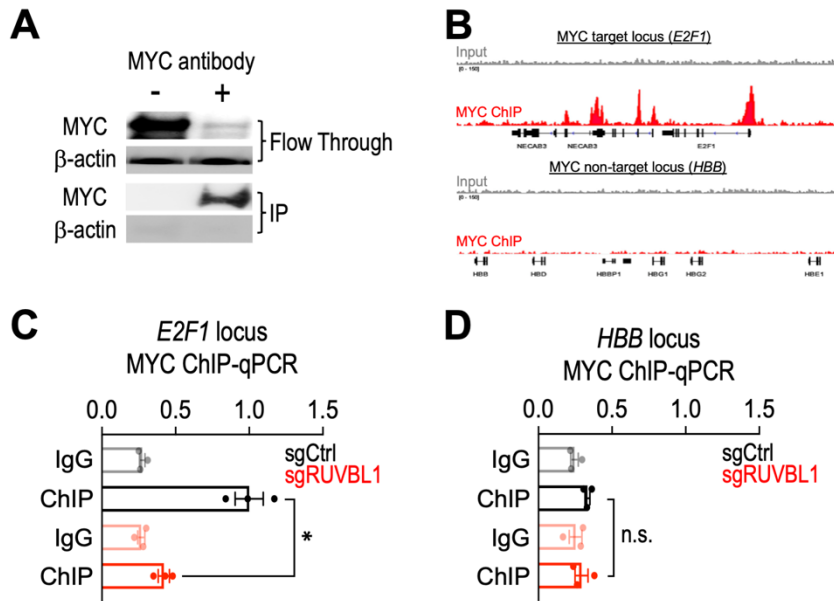 A
MYC antibody
- +
MYC
β-actin
Flow Through
MYC
β-actin
IP
B
MYC target locus (E2F1)
Input
[0 - 150]
MYC ChIP
NECAB3 NECAB3 E2F1
MYC non-target locus (HBB)
Input
[0 - 150]
MYC ChIP
HBB HBD HBBP1 HBG1 HBG2 HBE1
C
E2F1 locus
MYC ChIP-qPCR
0.0 0.5 1.0 1.5
IgG
ChIP
IgG
ChIP
sgCtrl
sgRUVBL1
*
D
HBB locus
MYC ChIP-qPCR
0.0 0.5 1.0 1.5
IgG
ChIP
IgG
ChIP
sgCtrl
sgRUVBL1
n.s.